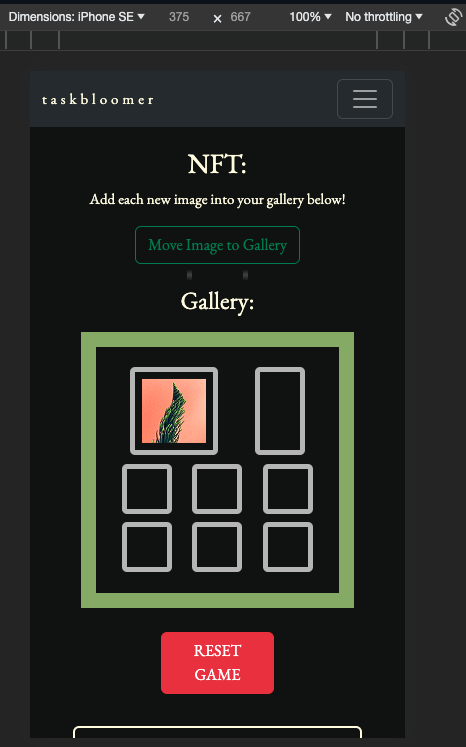 Dimensions: iPhone SE ▼ 375 × 667 100% ▼ No throttling ▼
taskbloomer
NFT:
Add each new image into your gallery below!
Move Image to Gallery
Gallery:
RESET
GAME